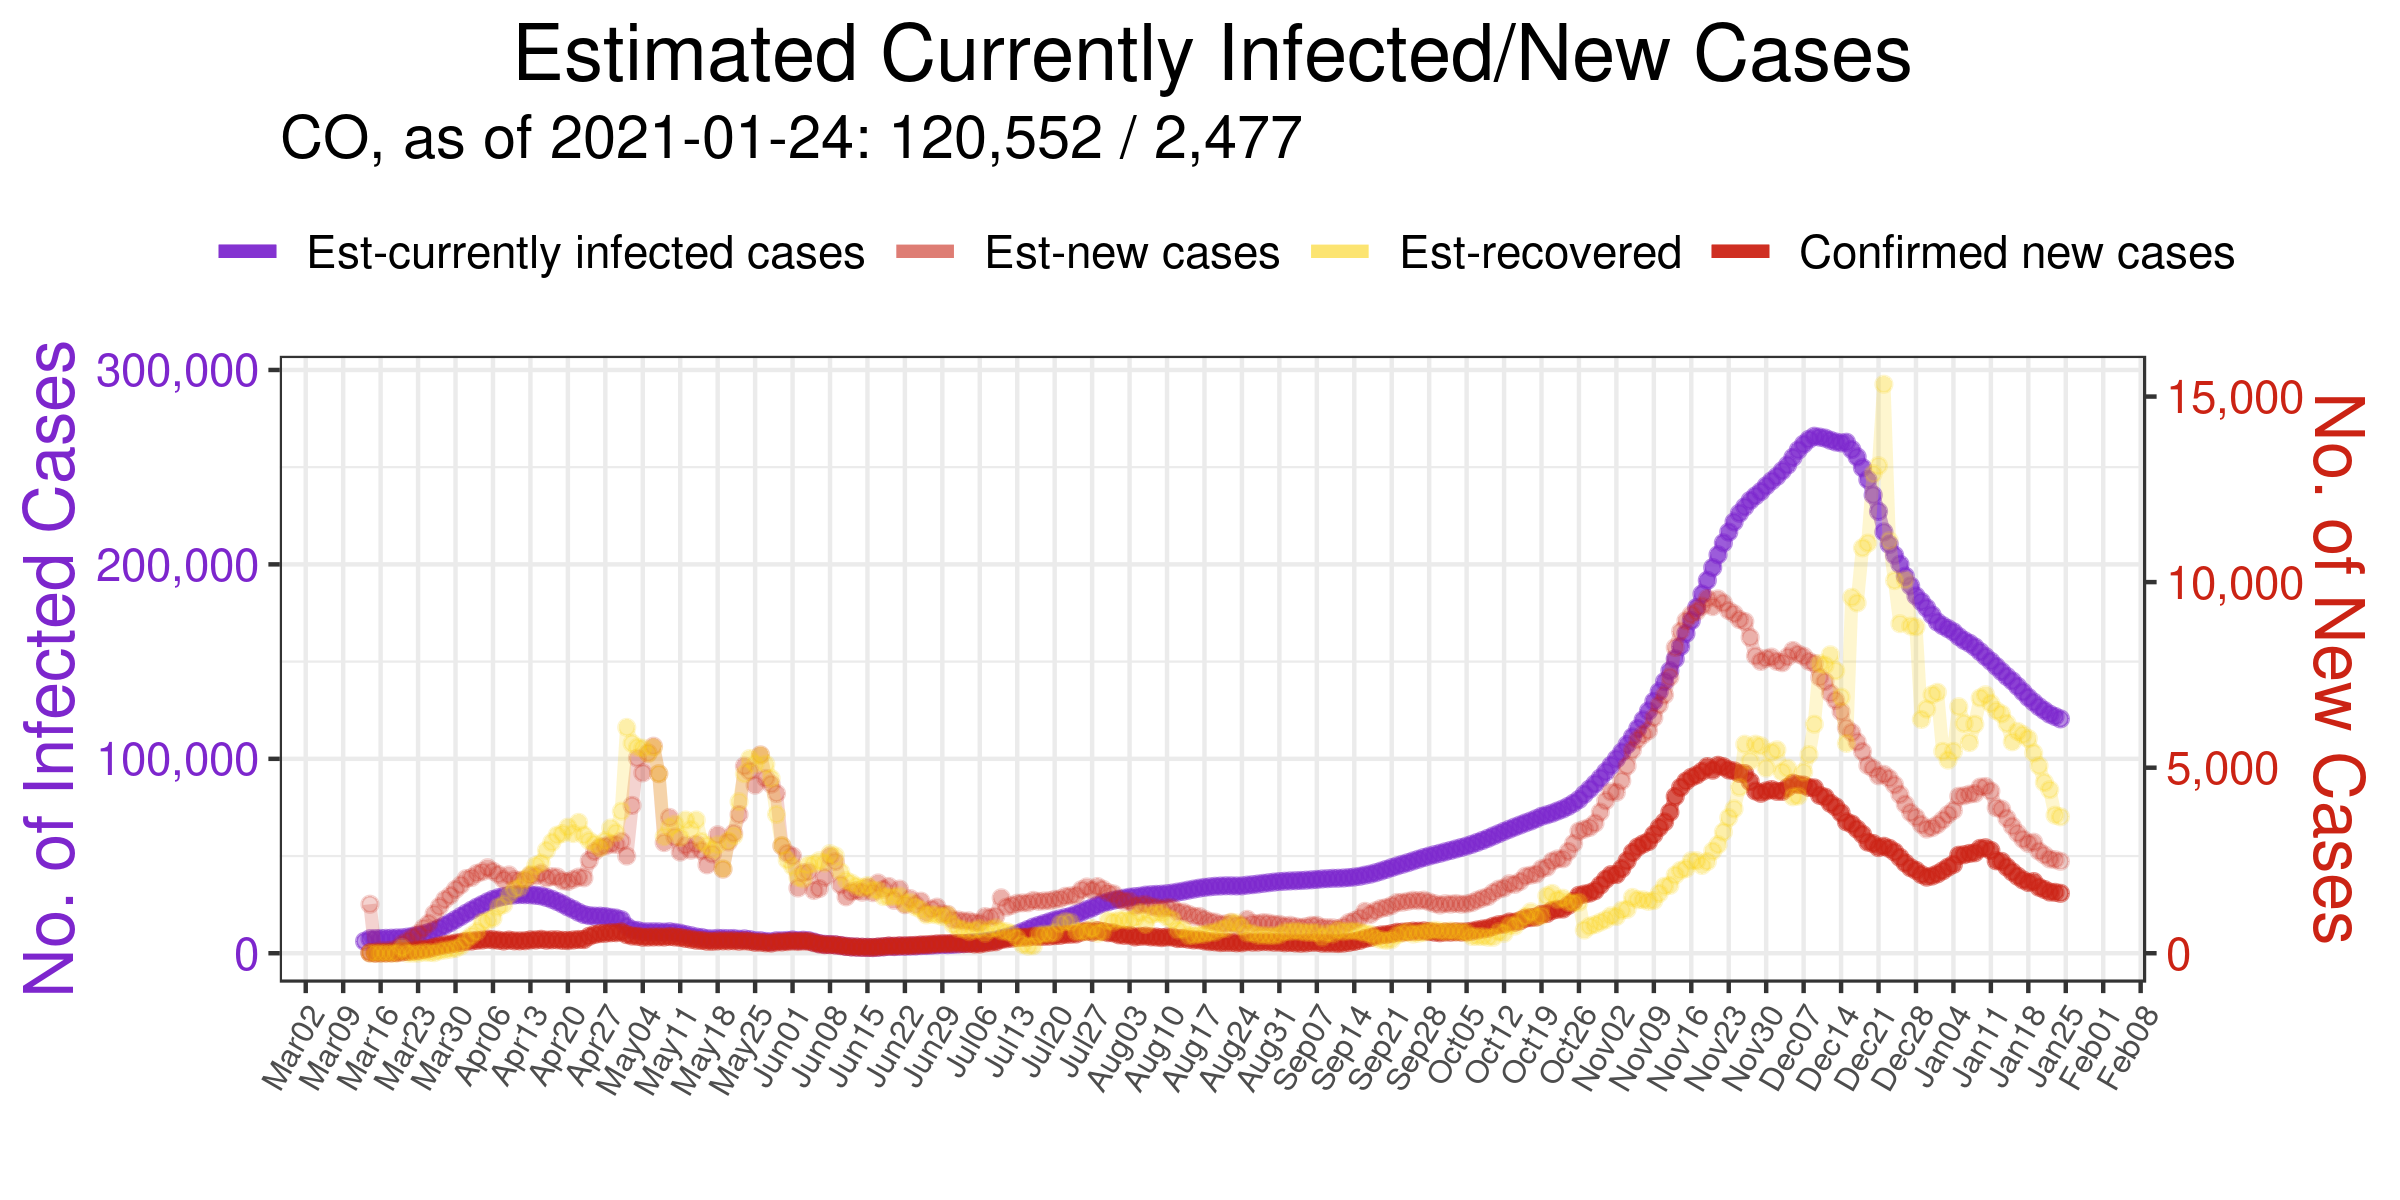 Estimated Currently Infected/New Cases
CO, as of 2021-01-24: 120,552 / 2,477
Est-currently infected cases
Est-new cases
Est-recovered
Confirmed new cases
No. of Infected Cases
300,000
200,000
100,000
0
15,000
10,000
5,000
0
No. of New Cases
Mar02
Mar09
Mar16
Mar23
Mar30
Apr06
Apr13
Apr20
Apr27
May04
May11
May18
May25
Jun01
Jun08
Jun15
Jun22
Jun29
Jul06
Jul13
Jul20
Jul27
Aug03
Aug10
Aug17
Aug24
Aug31
Sep07
Sep14
Sep21
Sep28
Oct05
Oct12
Oct19
Oct26
Nov02
Nov09
Nov16
Nov23
Nov30
Dec07
Dec14
Dec21
Dec28
Jan04
Jan11
Jan18
Jan25
Feb01
Feb08